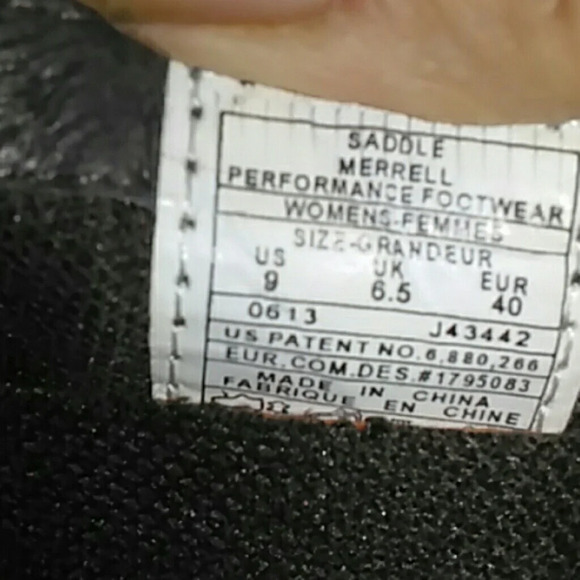 SADDLE
MERRELL
PERFORMANCE FOOTWEAR
WOMENS-FEMMES
SIZE-GRANDEUR
US UK EUR
9 6.5 40
0613 J43442
US PATENT NO.6,880,266
EUR.COM.DES.#1795083
MADE IN CHINA
FABRIQUE EN CHINE